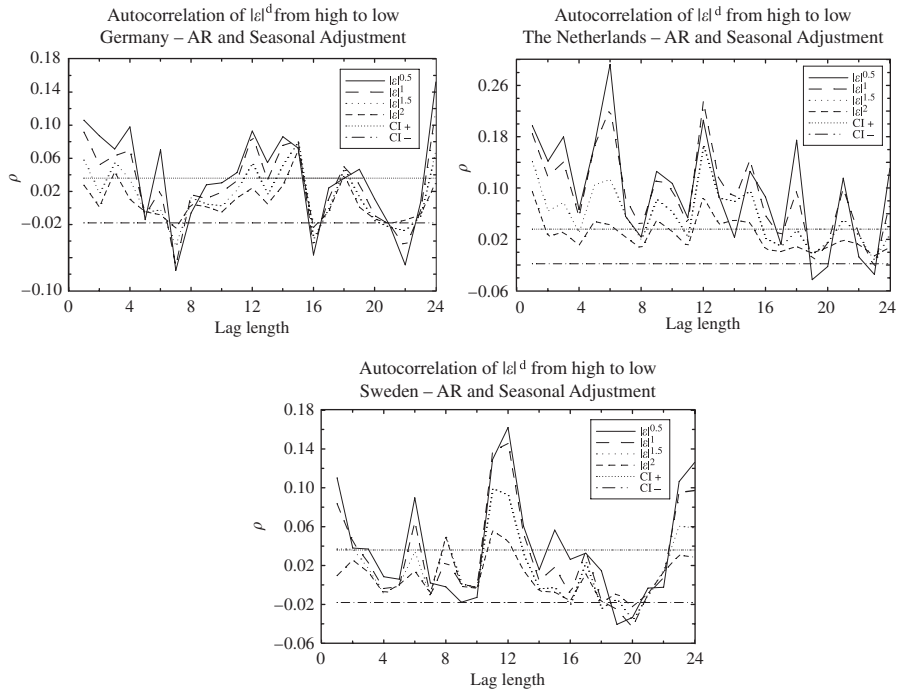 Autocorrelation of |ε|^d from high to low
Germany – AR and Seasonal Adjustment
0.18
0.14
0.10
0.06
0.02
−0.02
−0.10
ρ
|ε|^0.5
|ε|^1
|ε|^1.5
|ε|^2
CI +
CI −
0 4 8 12 16 20 24
Lag length
Autocorrelation of |ε|^d from high to low
The Netherlands – AR and Seasonal Adjustment
0.26
0.18
0.10
0.02
−0.06
ρ
|ε|^0.5
|ε|^1
|ε|^1.5
|ε|^2
CI +
CI −
0 4 8 12 16 20 24
Lag length
Autocorrelation of |ε|^d from high to low
Sweden – AR and Seasonal Adjustment
0.18
0.14
0.10
0.06
0.02
−0.02
−0.06
ρ
|ε|^0.5
|ε|^1
|ε|^1.5
|ε|^2
CI +
CI −
0 4 8 12 16 20 24
Lag length